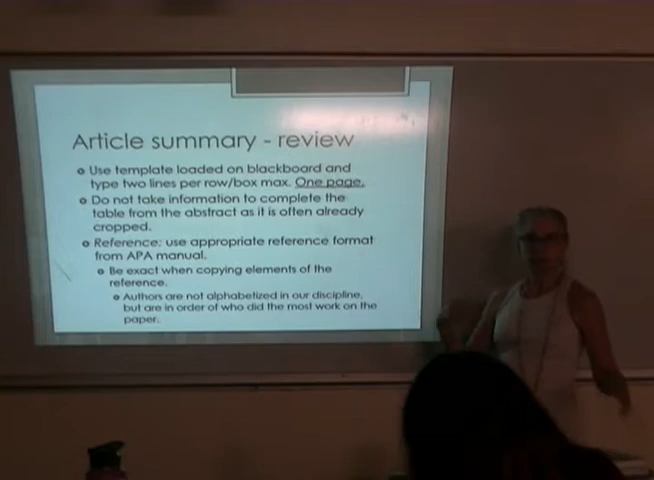 Article summary - review
Use template loaded on blackboard and
type two lines per row/box max. One page.
Do not take information to complete the
table from the abstract as it is often already
cropped.
Reference: use appropriate reference format
from APA manual.
Be exact when copying elements of the
reference.
Authors are not alphabetized in our discipline,
but are in order of who did the most work on the
paper.